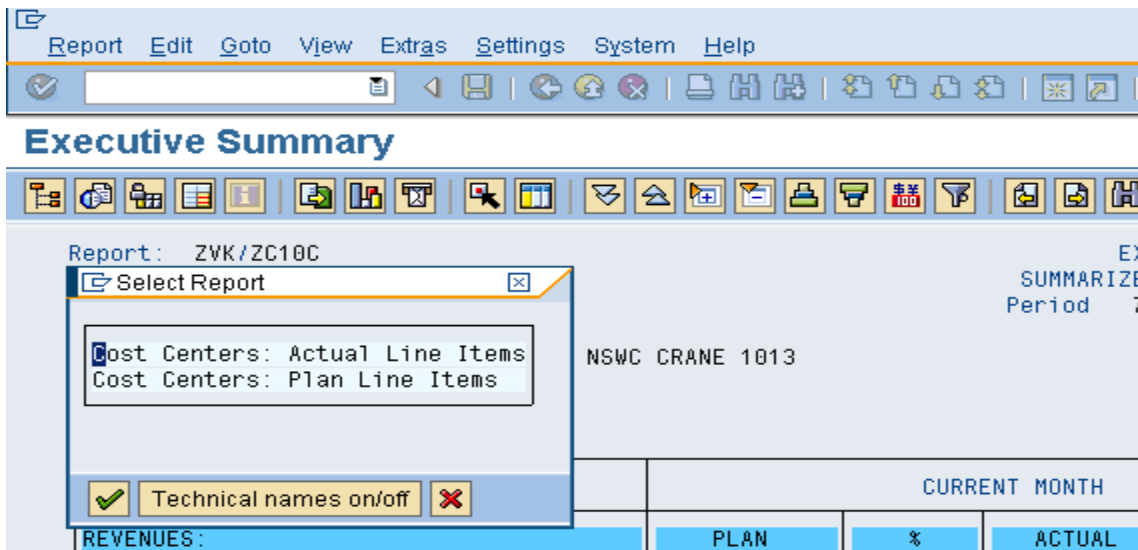 Report Edit Goto View Extras Settings System Help
Executive Summary
Report: ZVK/ZC10C
SUMMARIZE
Period
Select Report
Cost Centers: Actual Line Items
Cost Centers: Plan Line Items
NSWC CRANE 1013
Technical names on/off
CURRENT MONTH
REVENUES: PLAN % ACTUAL